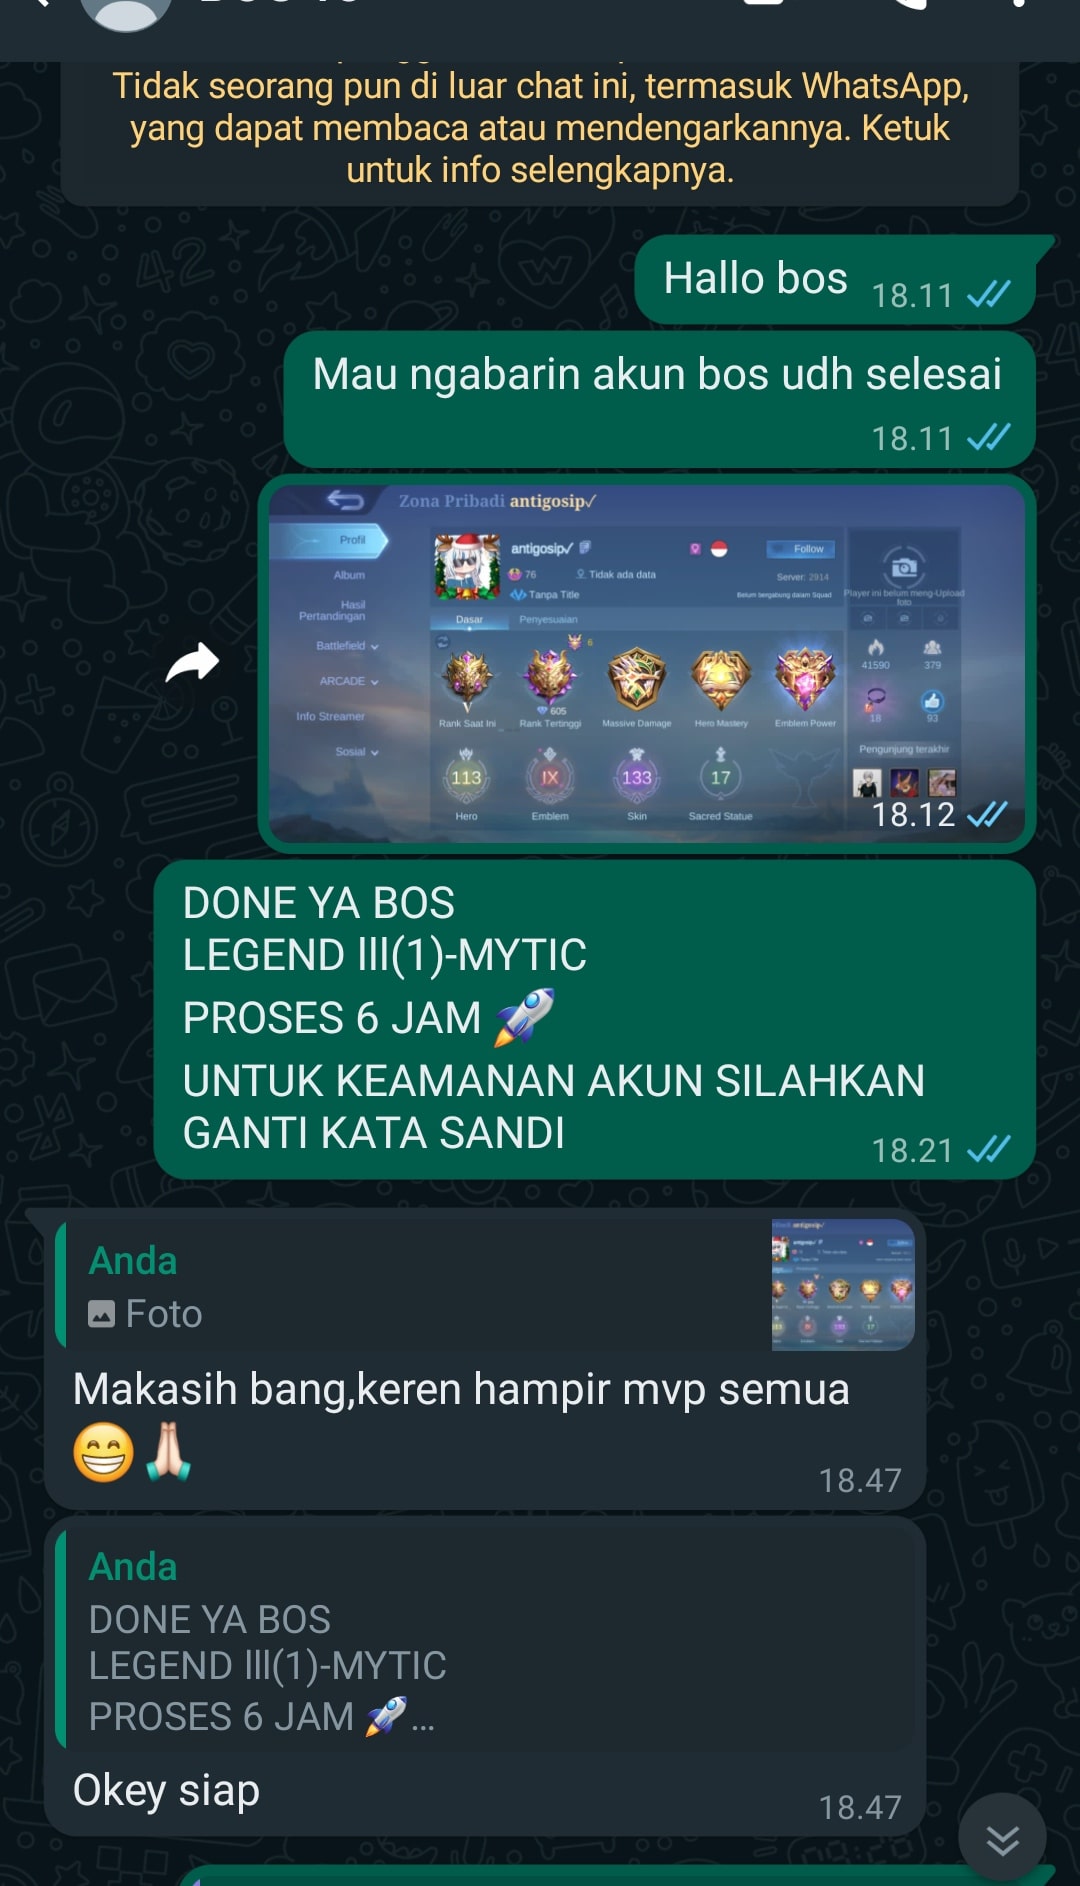 Tidak seorang pun di luar chat ini, termasuk WhatsApp,
yang dapat membaca atau mendengarkannya. Ketuk
untuk info selengkapnya.
Hallo bos 18.11
Mau ngabarin akun bos udh selesai
18.11
Zona Pribadi antigosip✓
Profil
Album
Hasil
Pertandingan
Battlefield
ARCADE
Info Streamer
Sosial
antigosip✓
Follow
76 Tidak ada data
Server: 2914
Tanpa Title
Belum bergabung dalam Squad
Player ini belum meng-Upload
foto
Dasar Penyesuaian
6
V
605
Rank Saat Ini Rank Tertinggi Massive Damage Hero Mastery Emblem Power
41590 379
18 93
113 IX 133 17
Hero Emblem Skin Sacred Statue
Pengunjung terakhir
18.12
DONE YA BOS
LEGEND lll(1)-MYTIC
PROSES 6 JAM 🚀
UNTUK KEAMANAN AKUN SILAHKAN
GANTI KATA SANDI
18.21
Anda
Foto
Makasih bang,keren hampir mvp semua
😁🙏🏻
18.47
Anda
DONE YA BOS
LEGEND lll(1)-MYTIC
PROSES 6 JAM 🚀...
Okey siap
18.47